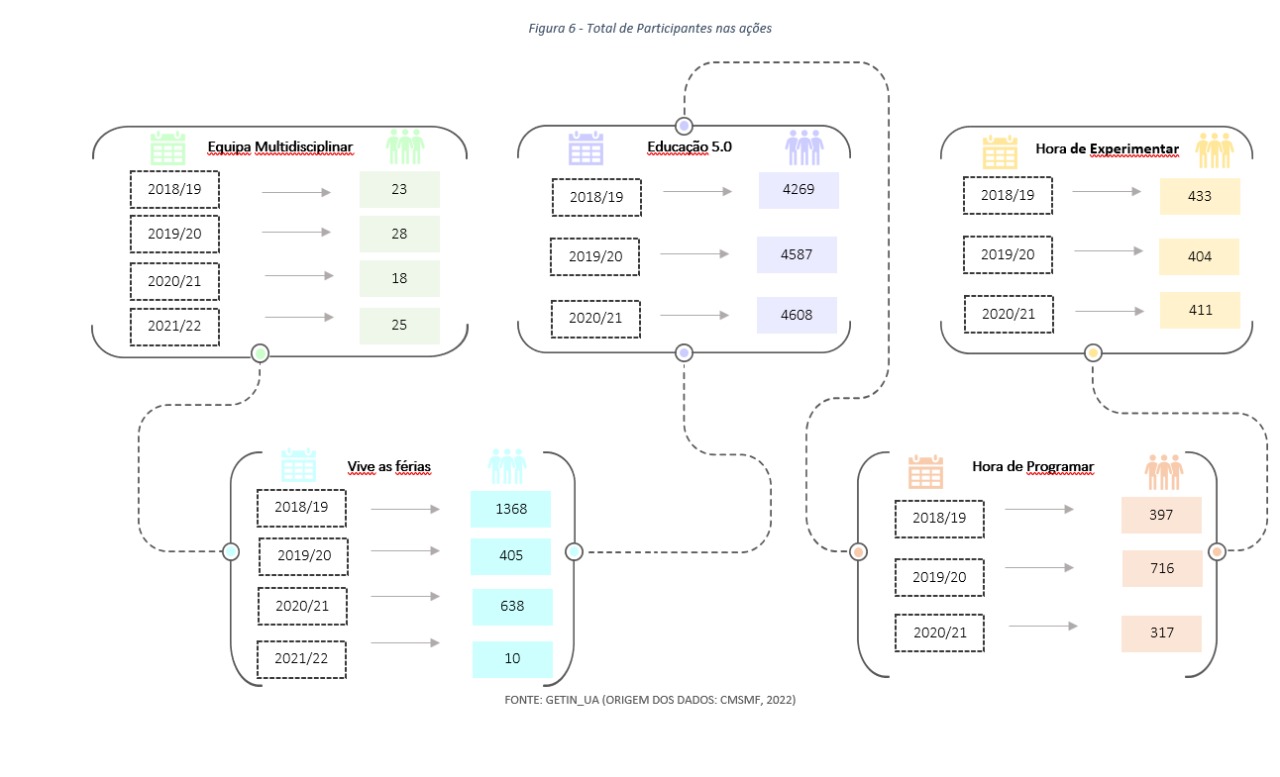 Figura 6 - Total de Participantes nas ações
Equipa Multidisciplinar
2018/19 23
2019/20 28
2020/21 18
2021/22 25
Educação 5.0
2018/19 4269
2019/20 4587
2020/21 4608
Hora de Experimentar
2018/19 433
2019/20 404
2020/21 411
Vive as férias
2018/19 1368
2019/20 405
2020/21 638
2021/22 10
Hora de Programar
2018/19 397
2019/20 716
2020/21 317
FONTE: GETIN_UA (ORIGEM DOS DADOS: CMSMF, 2022)